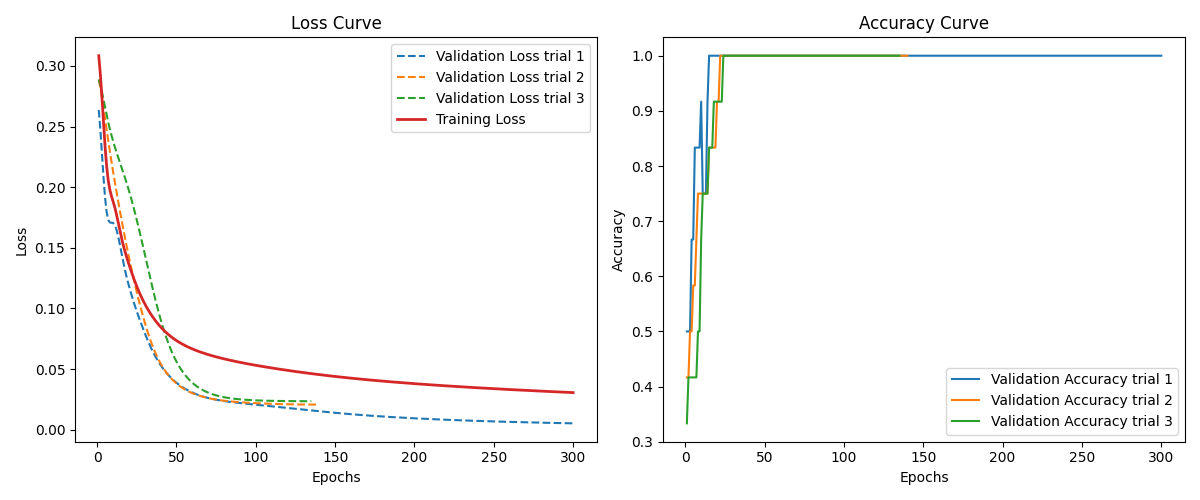 Loss Curve
Loss
0.30
0.25
0.20
0.15
0.10
0.05
0.00
0
50
100
150
200
250
300
Epochs
Validation Loss trial 1
Validation Loss trial 2
Validation Loss trial 3
Training Loss
Accuracy Curve
Accuracy
1.0
0.9
0.8
0.7
0.6
0.5
0.4
0.3
0
50
100
150
200
250
300
Epochs
Validation Accuracy trial 1
Validation Accuracy trial 2
Validation Accuracy trial 3